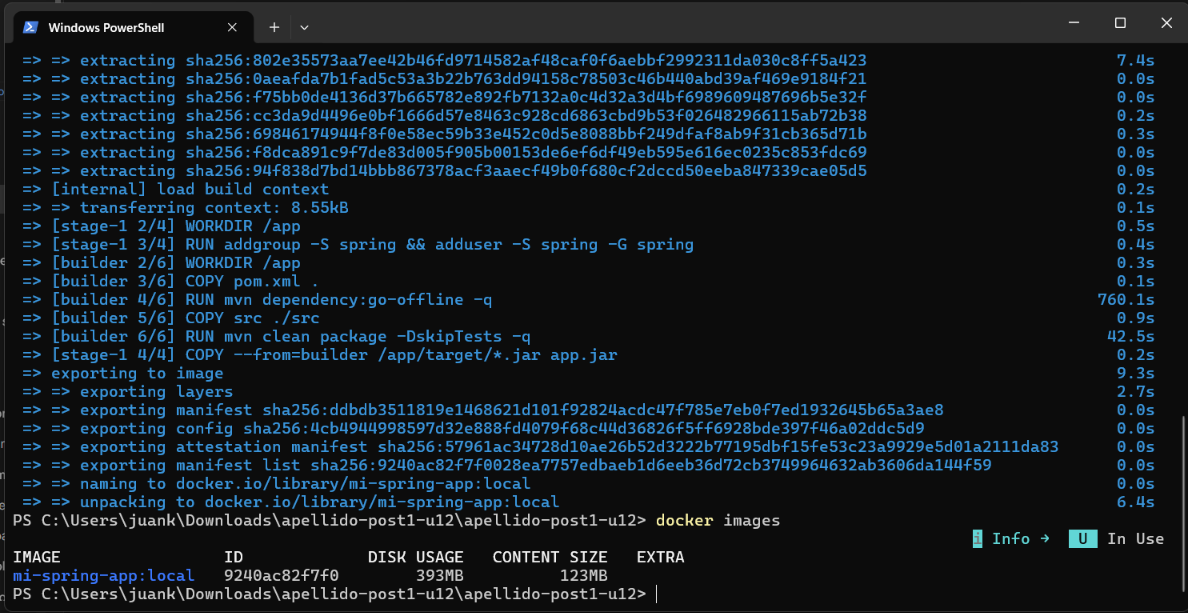 Windows PowerShell
=> => extracting sha256:802e35573aa7ee42b46fd9714582af48caf0f6aebbf2992311da030c8ff5a423 7.4s
=> => extracting sha256:0aeafda7b1fad5c53a3b22b763dd94158c78503c46b440abd39af469e9184f21 0.0s
=> => extracting sha256:f75bb0de4136d37b665782e892fb7132a0c4d32a3d4bf6989609487696b5e32f 0.0s
=> => extracting sha256:cc3da9d4496e0bf1666d57e8463c928cd6863cbd9b53f026482966115ab72b38 0.2s
=> => extracting sha256:69846174944f8f0e58ec59b33e452c0d5e8088bbf249dfaf8ab9f31cb365d71b 0.3s
=> => extracting sha256:f8dca891c9f7de83d005f905b00153de6ef6df49eb595e616ec0235c853fdc69 0.0s
=> => extracting sha256:94f838d7bd14bbb867378acf3aaecf49b0f680cf2dccd50eeba847339cae05d5 0.0s
=> [internal] load build context 0.2s
=> => transferring context: 8.55kB 0.1s
=> [stage-1 2/4] WORKDIR /app 0.5s
=> [stage-1 3/4] RUN addgroup -S spring && adduser -S spring -G spring 0.4s
=> [builder 2/6] WORKDIR /app 0.3s
=> [builder 3/6] COPY pom.xml . 0.1s
=> [builder 4/6] RUN mvn dependency:go-offline -q 760.1s
=> [builder 5/6] COPY src ./src 0.9s
=> [builder 6/6] RUN mvn clean package -DskipTests -q 42.5s
=> [stage-1 4/4] COPY --from=builder /app/target/*.jar app.jar 0.2s
=> exporting to image 9.3s
=> => exporting layers 2.7s
=> => exporting manifest sha256:ddbdb3511819e1468621d101f92824acdc47f785e7eb0f7ed1932645b65a3ae8 0.0s
=> => exporting config sha256:4cb4944998597d32e888fd4079f68c44d36826f5ff6928bde397f46a02ddc5d9 0.0s
=> => exporting attestation manifest sha256:57961ac34728d10ae26b52d3222b77195dbf15fe53c23a9929e5d01a2111da83 0.0s
=> => exporting manifest list sha256:9240ac82f7f0028ea7757edbaeb1d6eeb36d72cb3749964632ab3606da144f59 0.0s
=> => naming to docker.io/library/mi-spring-app:local 0.0s
=> => unpacking to docker.io/library/mi-spring-app:local 6.4s
PS C:\Users\juank\Downloads\apellido-post1-u12\apellido-post1-u12> docker images
i Info → U In Use
IMAGE ID DISK USAGE CONTENT SIZE EXTRA
mi-spring-app:local 9240ac82f7f0 393MB 123MB
PS C:\Users\juank\Downloads\apellido-post1-u12\apellido-post1-u12>